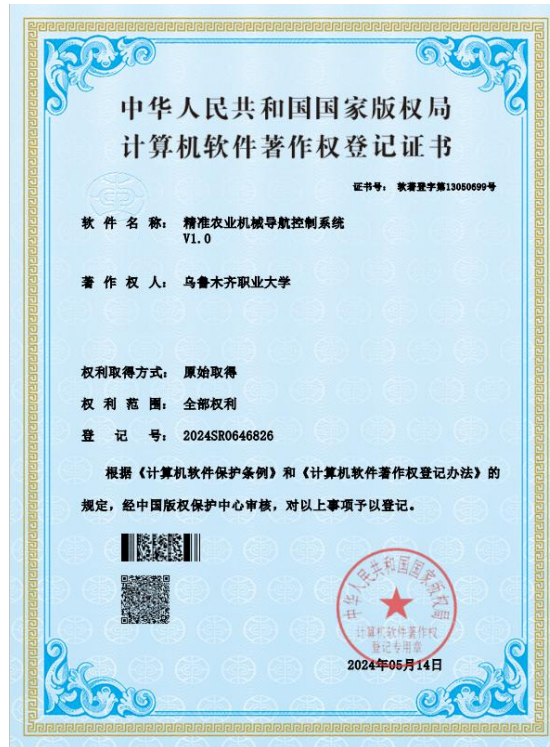 中华人民共和国国家版权局
计算机软件著作权登记证书
证书号： 软著登字第13050699号
软件名称： 精准农业机械导航控制系统
V1.0
著作权人： 乌鲁木齐职业大学
权利取得方式： 原始取得
权利范围： 全部权利
登记号： 2024SR0646826
根据《计算机软件保护条例》和《计算机软件著作权登记办法》的
规定，经中国版权保护中心审核，对以上事项予以登记。
中华人民共和国国家版权局
计算机软件著作权
登记专用章
2024年05月14日